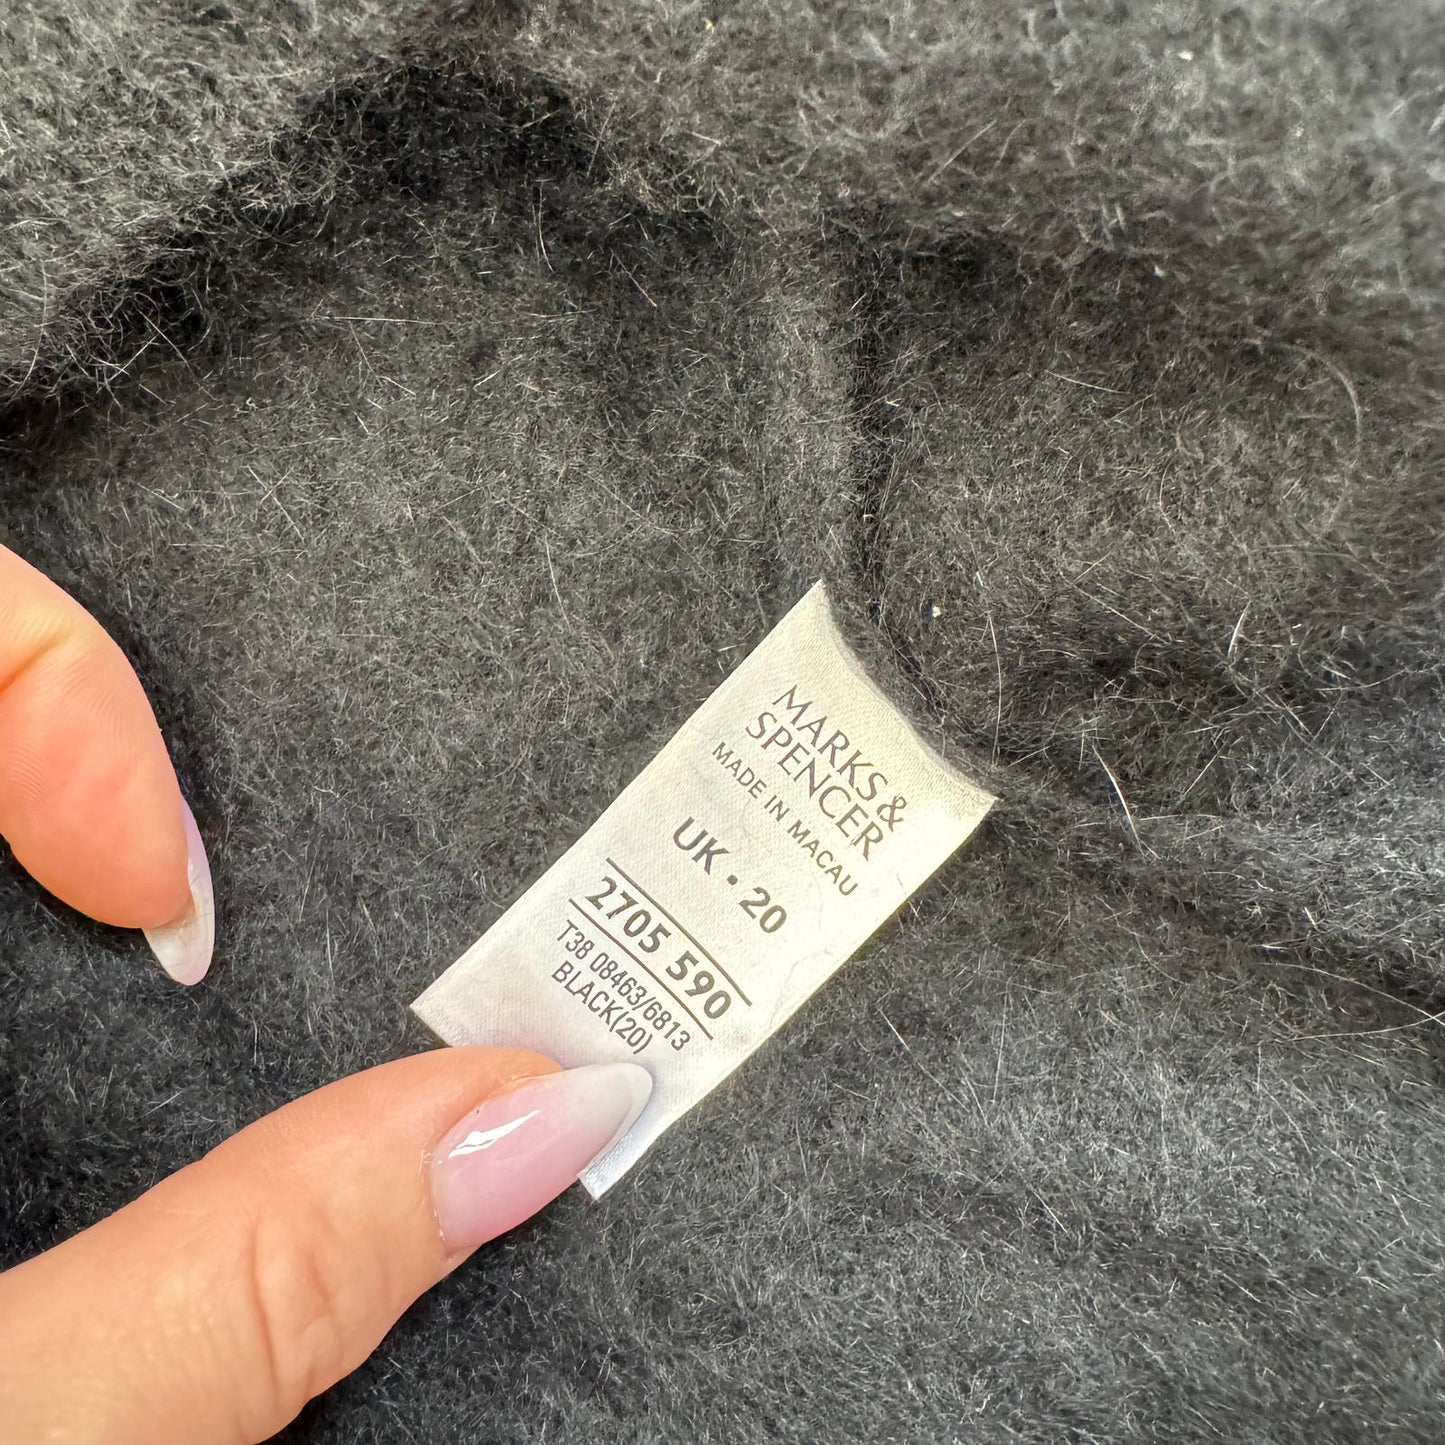 MARKS &
SPENCER
MADE IN MACAU
UK • 20
2705 590
T38 08463/6813
BLACK(20)